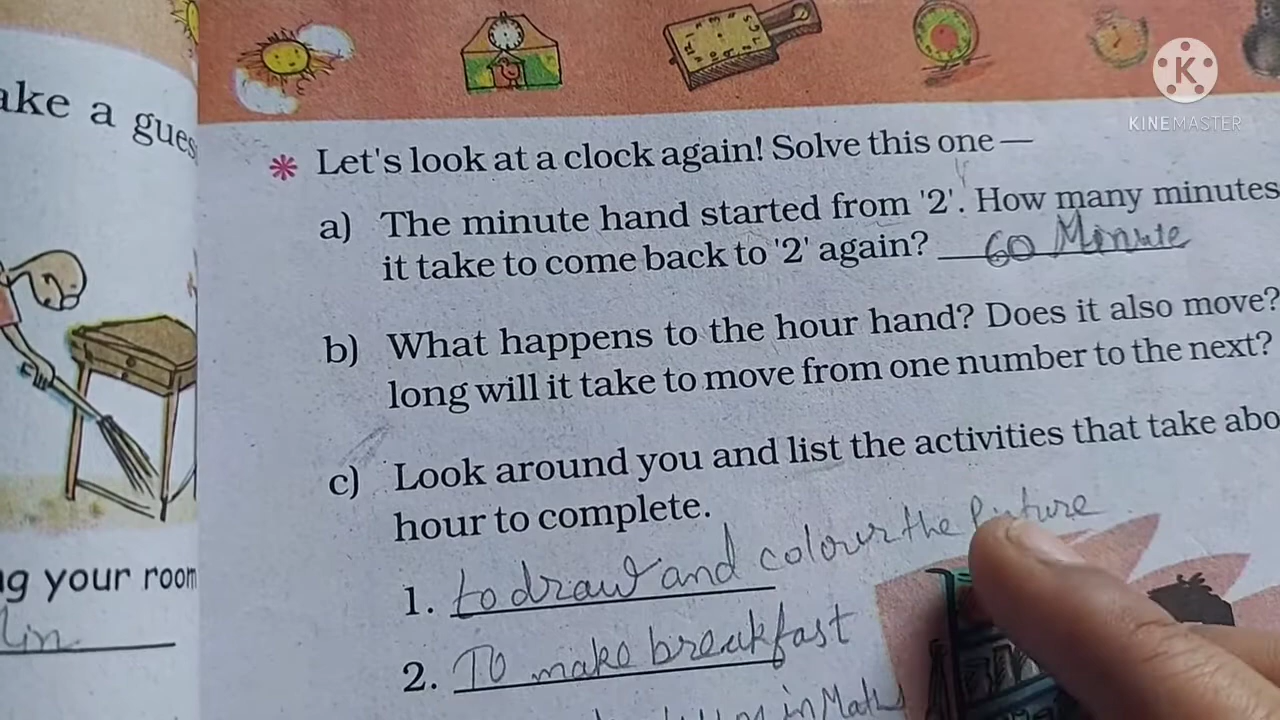 ake a gues
KINEMASTER
* Let's look at a clock again! Solve this one —
a) The minute hand started from '2'. How many minutes
it take to come back to '2' again? 60 Minute
b) What happens to the hour hand? Does it also move?
long will it take to move from one number to the next?
c) Look around you and list the activities that take abo
hour to complete.
1. to draw and colour the Picture
2. To make breakfast
in Maths
g your room